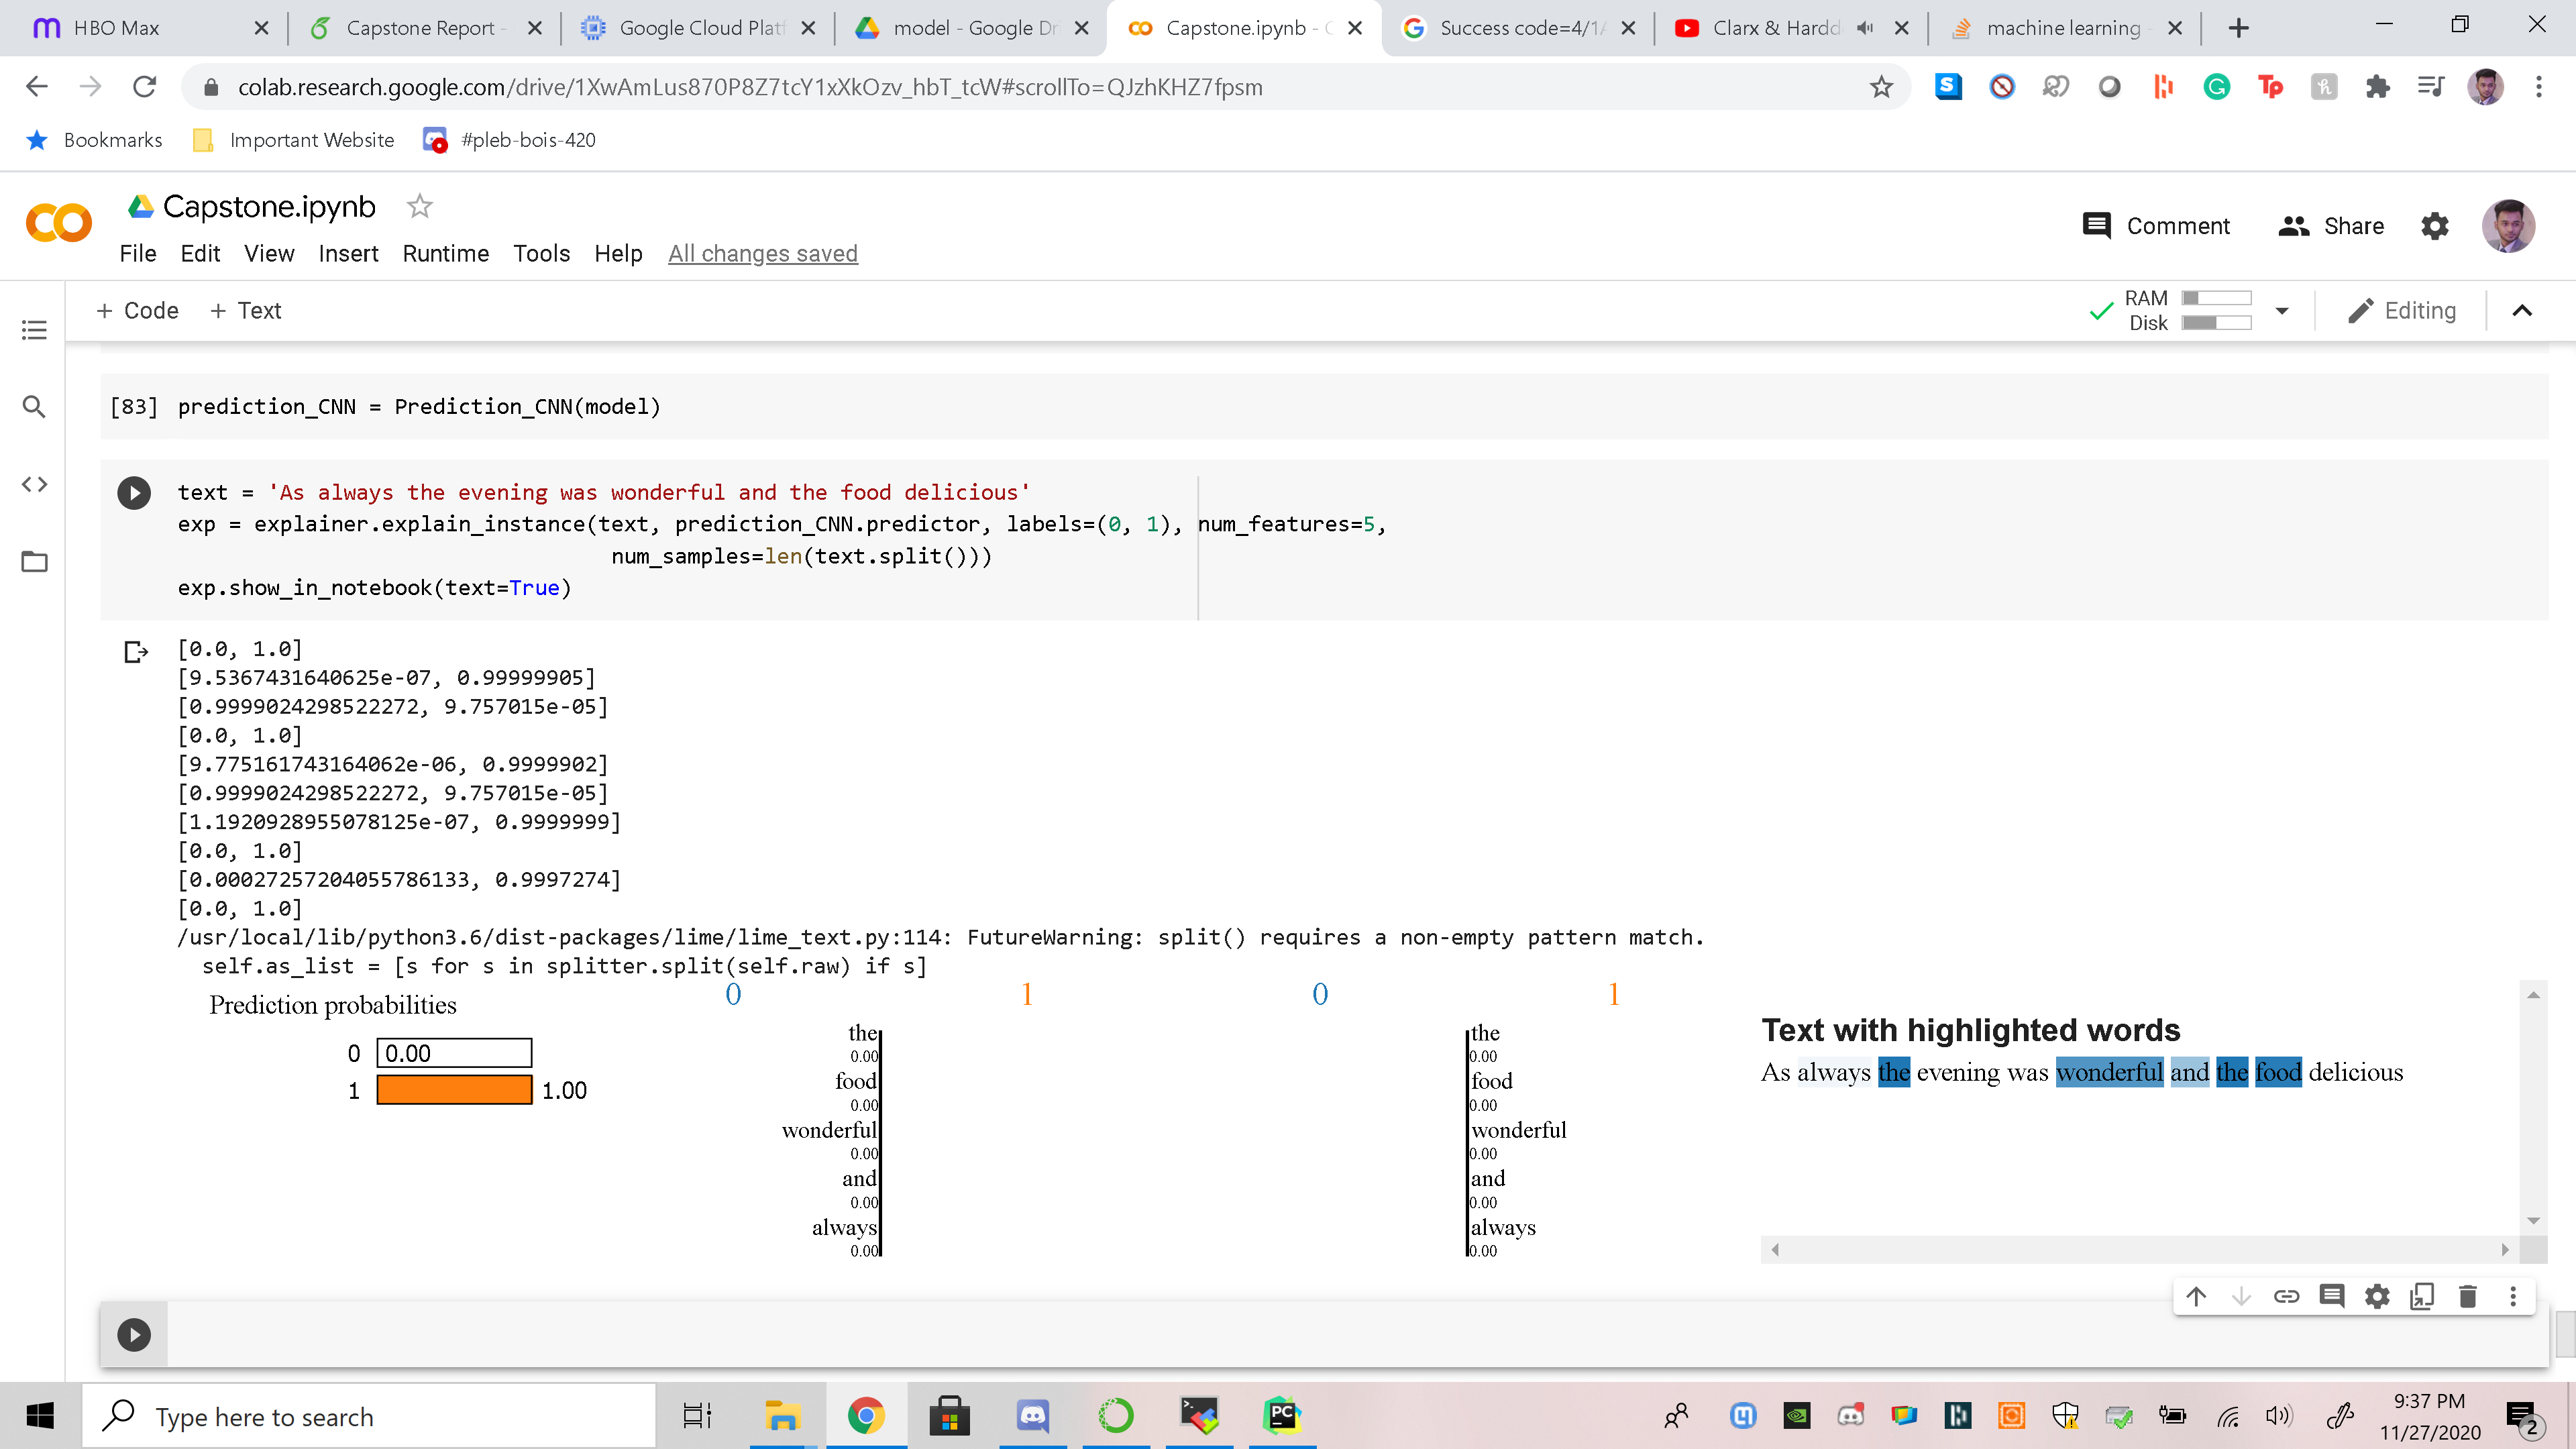 HBO Max
Capstone Report -
Google Cloud Platf
model - Google Dr
Capstone.ipynb - C
Success code=4/1A
Clarx & Hardd
machine learning -
colab.research.google.com/drive/1XwAmLus870P8Z7tcY1xXkOzv_hbT_tcW#scrollTo=QJzhKHZ7fpsm
Bookmarks
Important Website
#pleb-bois-420
Capstone.ipynb
File Edit View Insert Runtime Tools Help All changes saved
Comment
Share
+ Code + Text
RAM
Disk
Editing
[83] prediction_CNN = Prediction_CNN(model)
text = 'As always the evening was wonderful and the food delicious'
exp = explainer.explain_instance(text, prediction_CNN.predictor, labels=(0, 1), num_features=5,
num_samples=len(text.split()))
exp.show_in_notebook(text=True)
[0.0, 1.0]
[9.5367431640625e-07, 0.99999905]
[0.9999024298522272, 9.757015e-05]
[0.0, 1.0]
[9.775161743164062e-06, 0.9999902]
[0.9999024298522272, 9.757015e-05]
[1.1920928955078125e-07, 0.9999999]
[0.0, 1.0]
[0.00027257204055786133, 0.9997274]
[0.0, 1.0]
/usr/local/lib/python3.6/dist-packages/lime/lime_text.py:114: FutureWarning: split() requires a non-empty pattern match.
self.as_list = [s for s in splitter.split(self.raw) if s]
Prediction probabilities
0 0.00
1 1.00
0 1
the
0.00
food
0.00
wonderful
0.00
and
0.00
always
0.00
0 1
the
0.00
food
0.00
wonderful
0.00
and
0.00
always
0.00
Text with highlighted words
As always the evening was wonderful and the food delicious
Type here to search
9:37 PM
11/27/2020
2